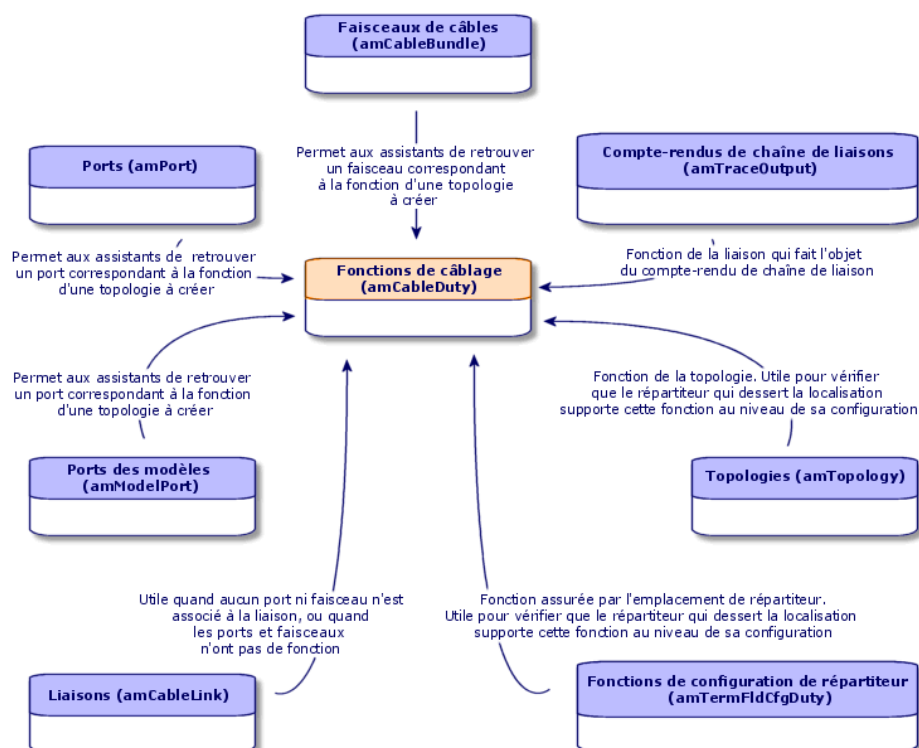 Faisceaux de câbles
(amCableBundle)
Permet aux assistants de retrouver
un faisceau correspondant
à la fonction d'une topologie
à créer
Ports (amPort)
Compte-rendus de chaîne de liaisons
(amTraceOutput)
Permet aux assistants de retrouver
un port correspondant à la fonction
d'une topologie à créer
Fonctions de câblage
(amCableDuty)
Fonction de la liaison qui fait l'objet
du compte-rendu de chaîne de liaison
Permet aux assistants de retrouver
un port correspondant à la fonction
d'une topologie à créer
Fonction de la topologie. Utile pour vérifier
que le répartiteur qui dessert la localisation
supporte cette fonction au niveau de sa configuration
Ports des modèles
(amModelPort)
Topologies (amTopology)
Utile quand aucun port ni faisceau n'est
associé à la liaison, ou quand
les ports et faisceaux
n'ont pas de fonction
Fonction assurée par l'emplacement de répartiteur.
Utile pour vérifier que le répartiteur qui dessert la localisation
supporte cette fonction au niveau de sa configuration
Liaisons (amCableLink)
Fonctions de configuration de répartiteur
(amTermFldCfgDuty)